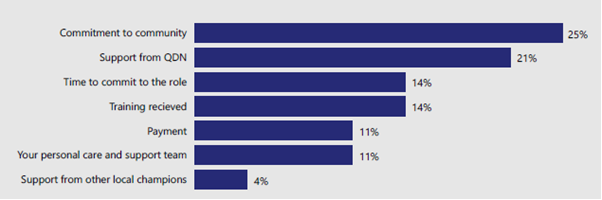 Commitment to community 25%
Support from QDN 21%
Time to commit to the role 14%
Training recieved 14%
Payment 11%
Your personal care and support team 11%
Support from other local champions 4%